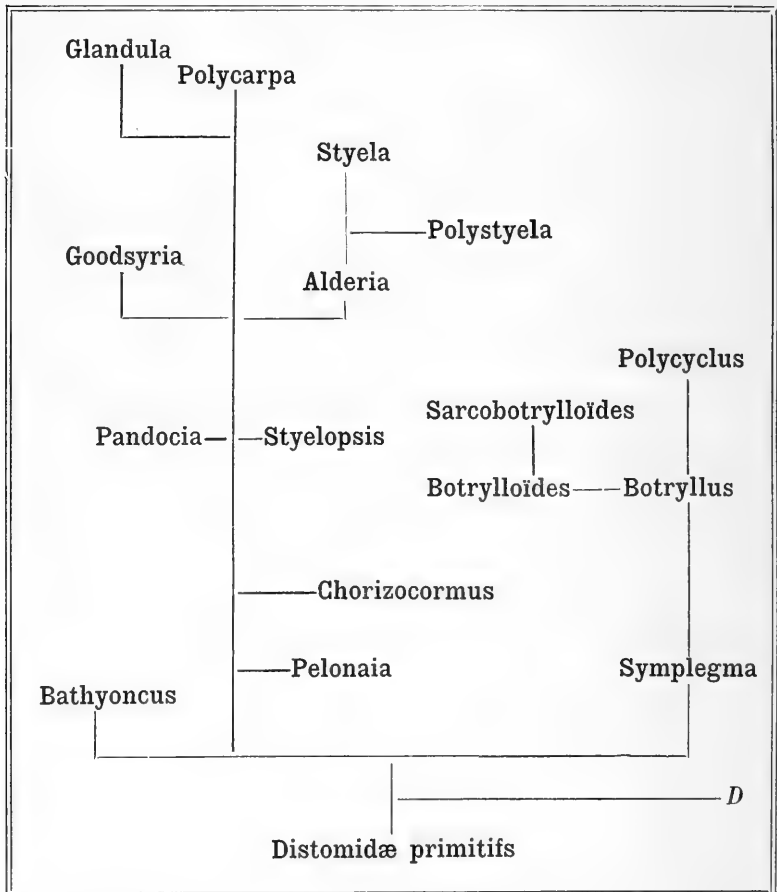 Glandula
Polycarpa
Styela
Polystyela
Goodsyria
Alderia
Polycyclus
Sarcobotrylloïdes
Pandocia
Styelopsis
Botrylloïdes
Botryllus
Chorizocormus
Pelonaia
Symplegma
Bathyoncus
D
Distomidæ primitifs